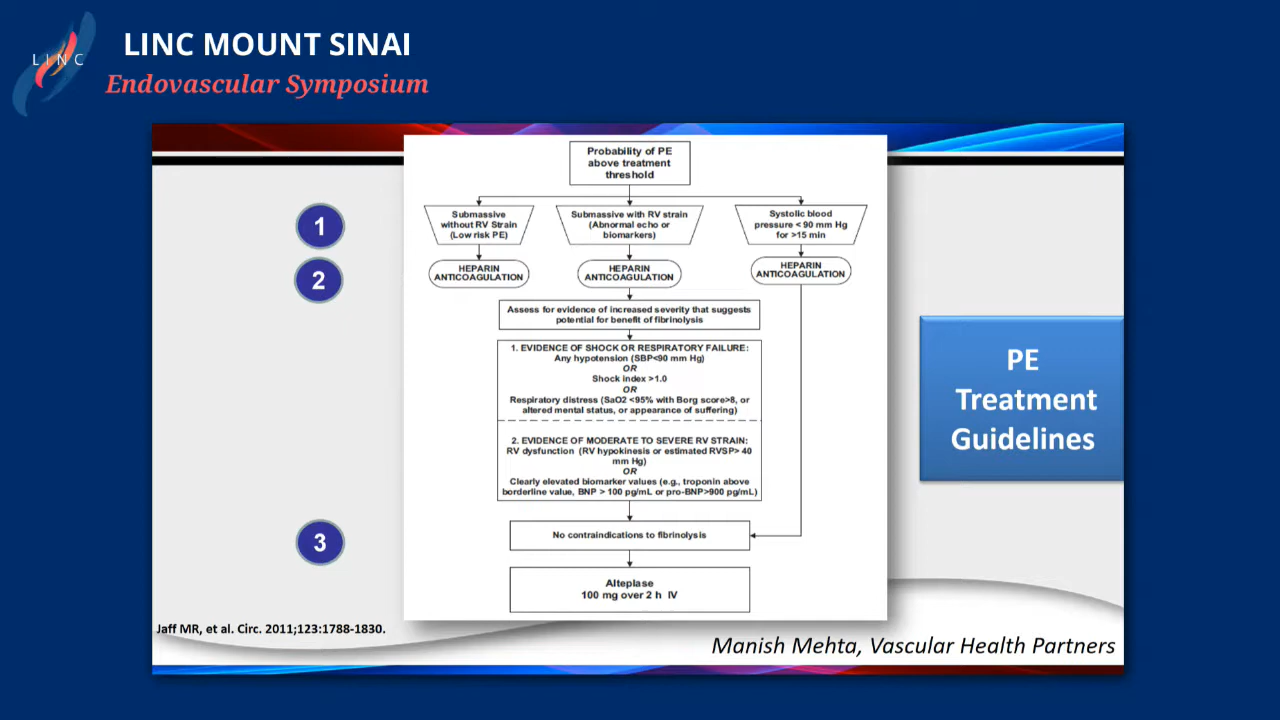 LINC
LINC MOUNT SINAI
Endovascular Symposium
Probability of PE
above treatment
threshold
1
Submassive
without RV Strain
(Low risk PE)
Submassive with RV strain
(Abnormal echo or
biomarkers)
Systolic blood
pressure < 90 mm Hg
for >15 min
2
HEPARIN
ANTICOAGULATION
HEPARIN
ANTICOAGULATION
HEPARIN
ANTICOAGULATION
Assess for evidence of increased severity that suggests
potential for benefit of fibrinolysis
1. EVIDENCE OF SHOCK OR RESPIRATORY FAILURE:
Any hypotension (SBP<90 mm Hg)
OR
Shock index >1.0
OR
Respiratory distress (SaO2 <95% with Borg score>8, or
altered mental status, or appearance of suffering)
2. EVIDENCE OF MODERATE TO SEVERE RV STRAIN:
RV dysfunction (RV hypokinesis or estimated RVSP> 40
mm Hg)
OR
Clearly elevated biomarker values (e.g., troponin above
borderline value, BNP > 100 pg/mL or pro-BNP>900 pg/mL)
3
No contraindications to fibrinolysis
Alteplase
100 mg over 2 h IV
PE
Treatment
Guidelines
Jaff MR, et al. Circ. 2011;123:1788-1830.
Manish Mehta, Vascular Health Partners